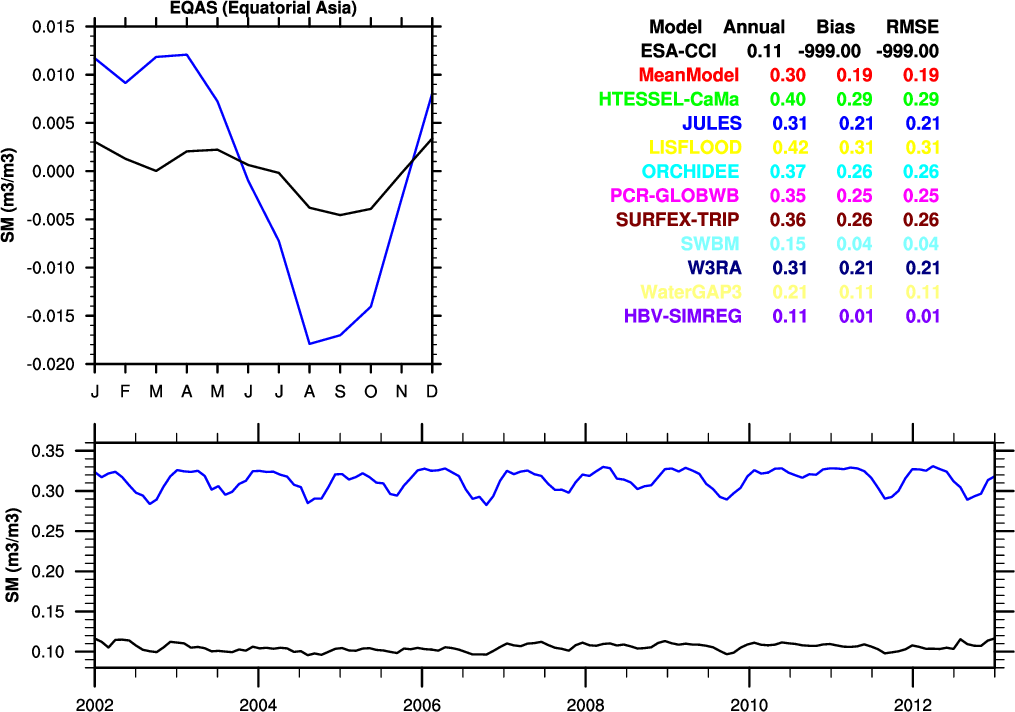 EQAS (Equatorial Asia)
0.015
0.010
0.005
0.000
-0.005
-0.010
-0.015
-0.020
SM (m3/m3)
J F M A M J J A S O N D
Model Annual Bias RMSE
ESA-CCI 0.11 -999.00 -999.00
MeanModel 0.30 0.19 0.19
HTESSEL-CaMa 0.40 0.29 0.29
JULES 0.31 0.21 0.21
LISFLOOD 0.42 0.31 0.31
ORCHIDEE 0.37 0.26 0.26
PCR-GLOBWB 0.35 0.25 0.25
SURFEX-TRIP 0.36 0.26 0.26
SWBM 0.15 0.04 0.04
W3RA 0.31 0.21 0.21
WaterGAP3 0.21 0.11 0.11
HBV-SIMREG 0.11 0.01 0.01
0.35
0.30
0.25
0.20
0.15
0.10
SM (m3/m3)
2002 2004 2006 2008 2010 2012